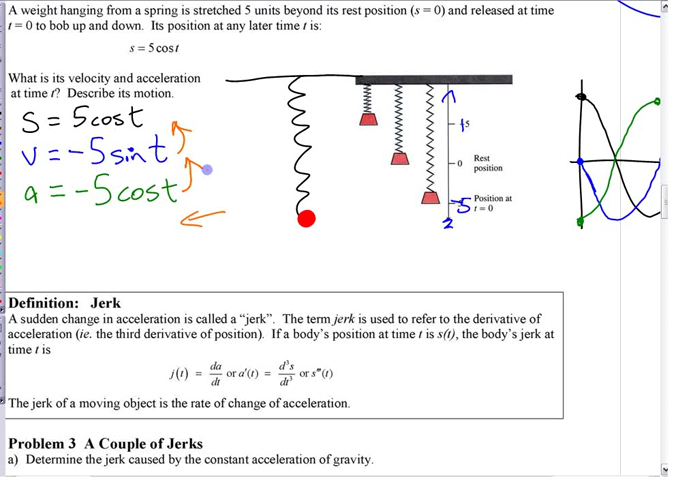 A weight hanging from a spring is stretched 5 units beyond its rest position (s = 0) and released at time
t = 0 to bob up and down. Its position at any later time t is:
s = 5 cos t
What is its velocity and acceleration
at time t? Describe its motion.
S = 5cost
V = -5sint
a = -5cost
5
0 Rest
position
-5 Position at
t = 0
Definition: Jerk
A sudden change in acceleration is called a “jerk”. The term jerk is used to refer to the derivative of
acceleration (ie. the third derivative of position). If a body's position at time t is s(t), the body's jerk at
time t is
j(t) = da/dt or a'(t) = d³s/dt³ or s'''(t)
The jerk of a moving object is the rate of change of acceleration.
Problem 3 A Couple of Jerks
a) Determine the jerk caused by the constant acceleration of gravity.